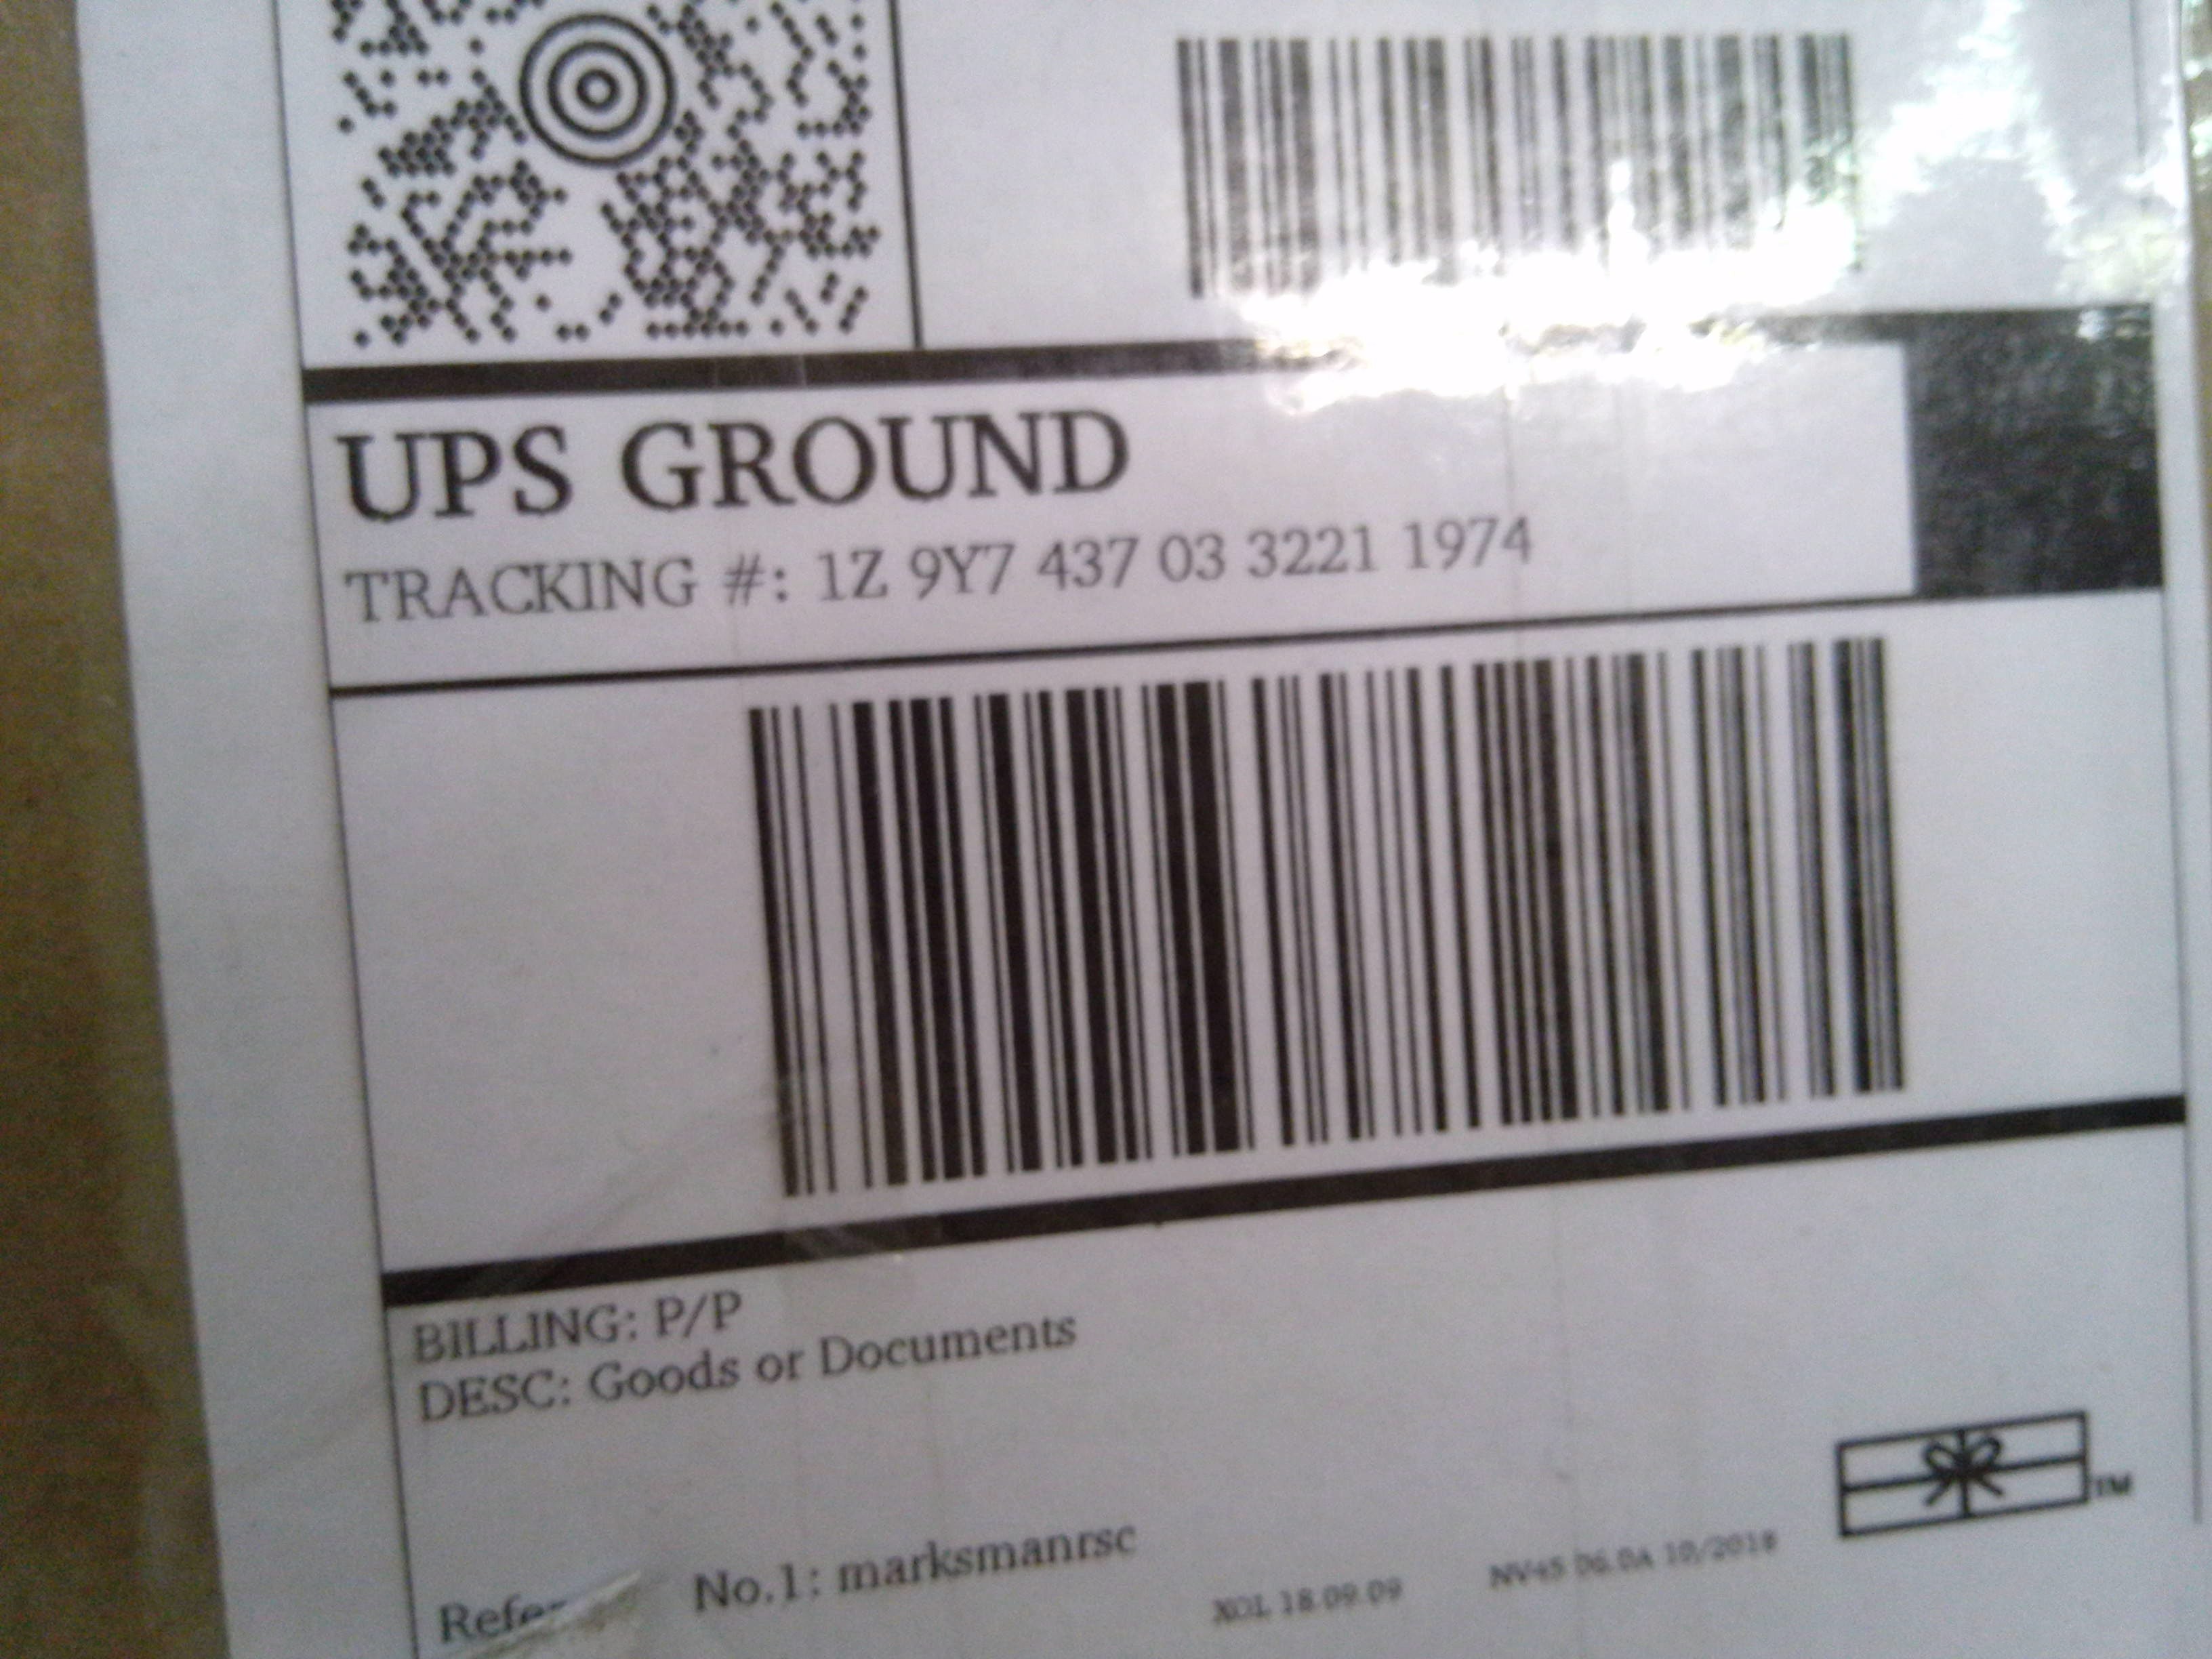 UPS GROUND
TRACKING #: 1Z 9Y7 437 03 3221 1974
BILLING: P/P
DESC: Goods or Documents
No.1: marksmanrsc
XOL 18.09.09
NV45 06.0A 10/2018
TM